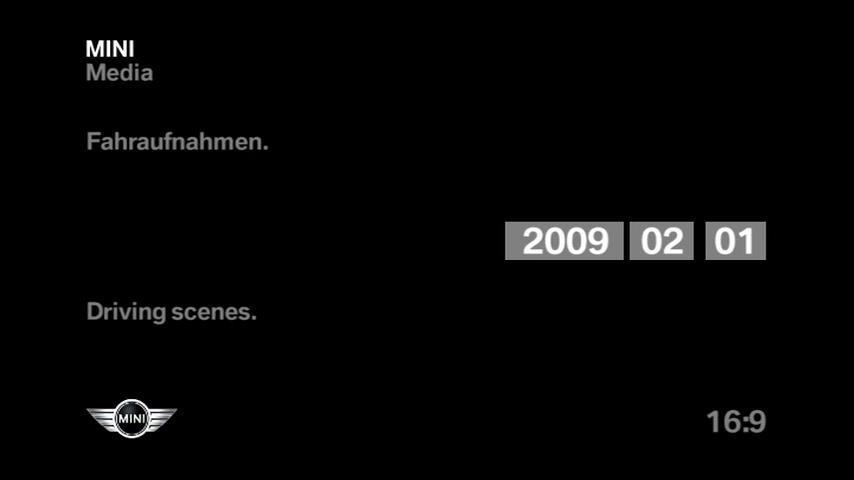 MINI
Media
Fahraufnahmen.
2009 02 01
Driving scenes.
MINI
16:9